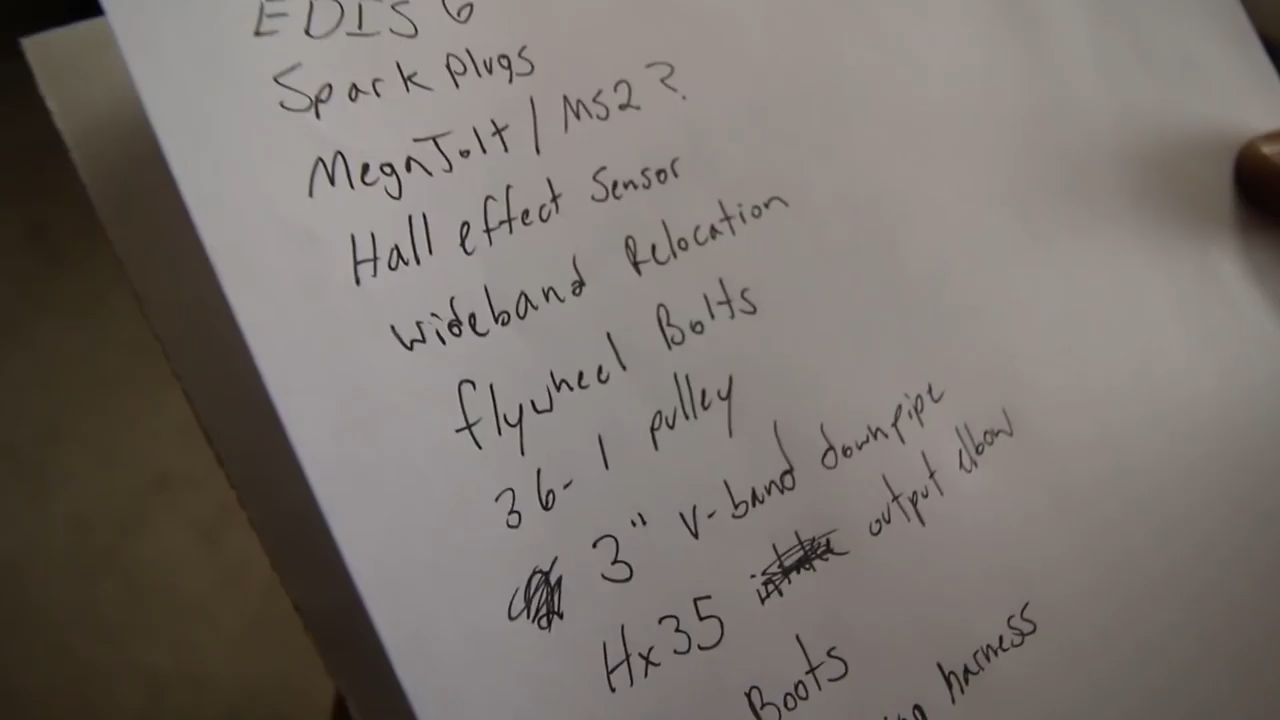 EDIS 6
Spark plugs
MegaJolt / MS2?
Hall effect Sensor
wideband Relocation
flywheel Bolts
36-1 pulley
3" v-band downpipe
Hx35 output elbow
Boots
harness